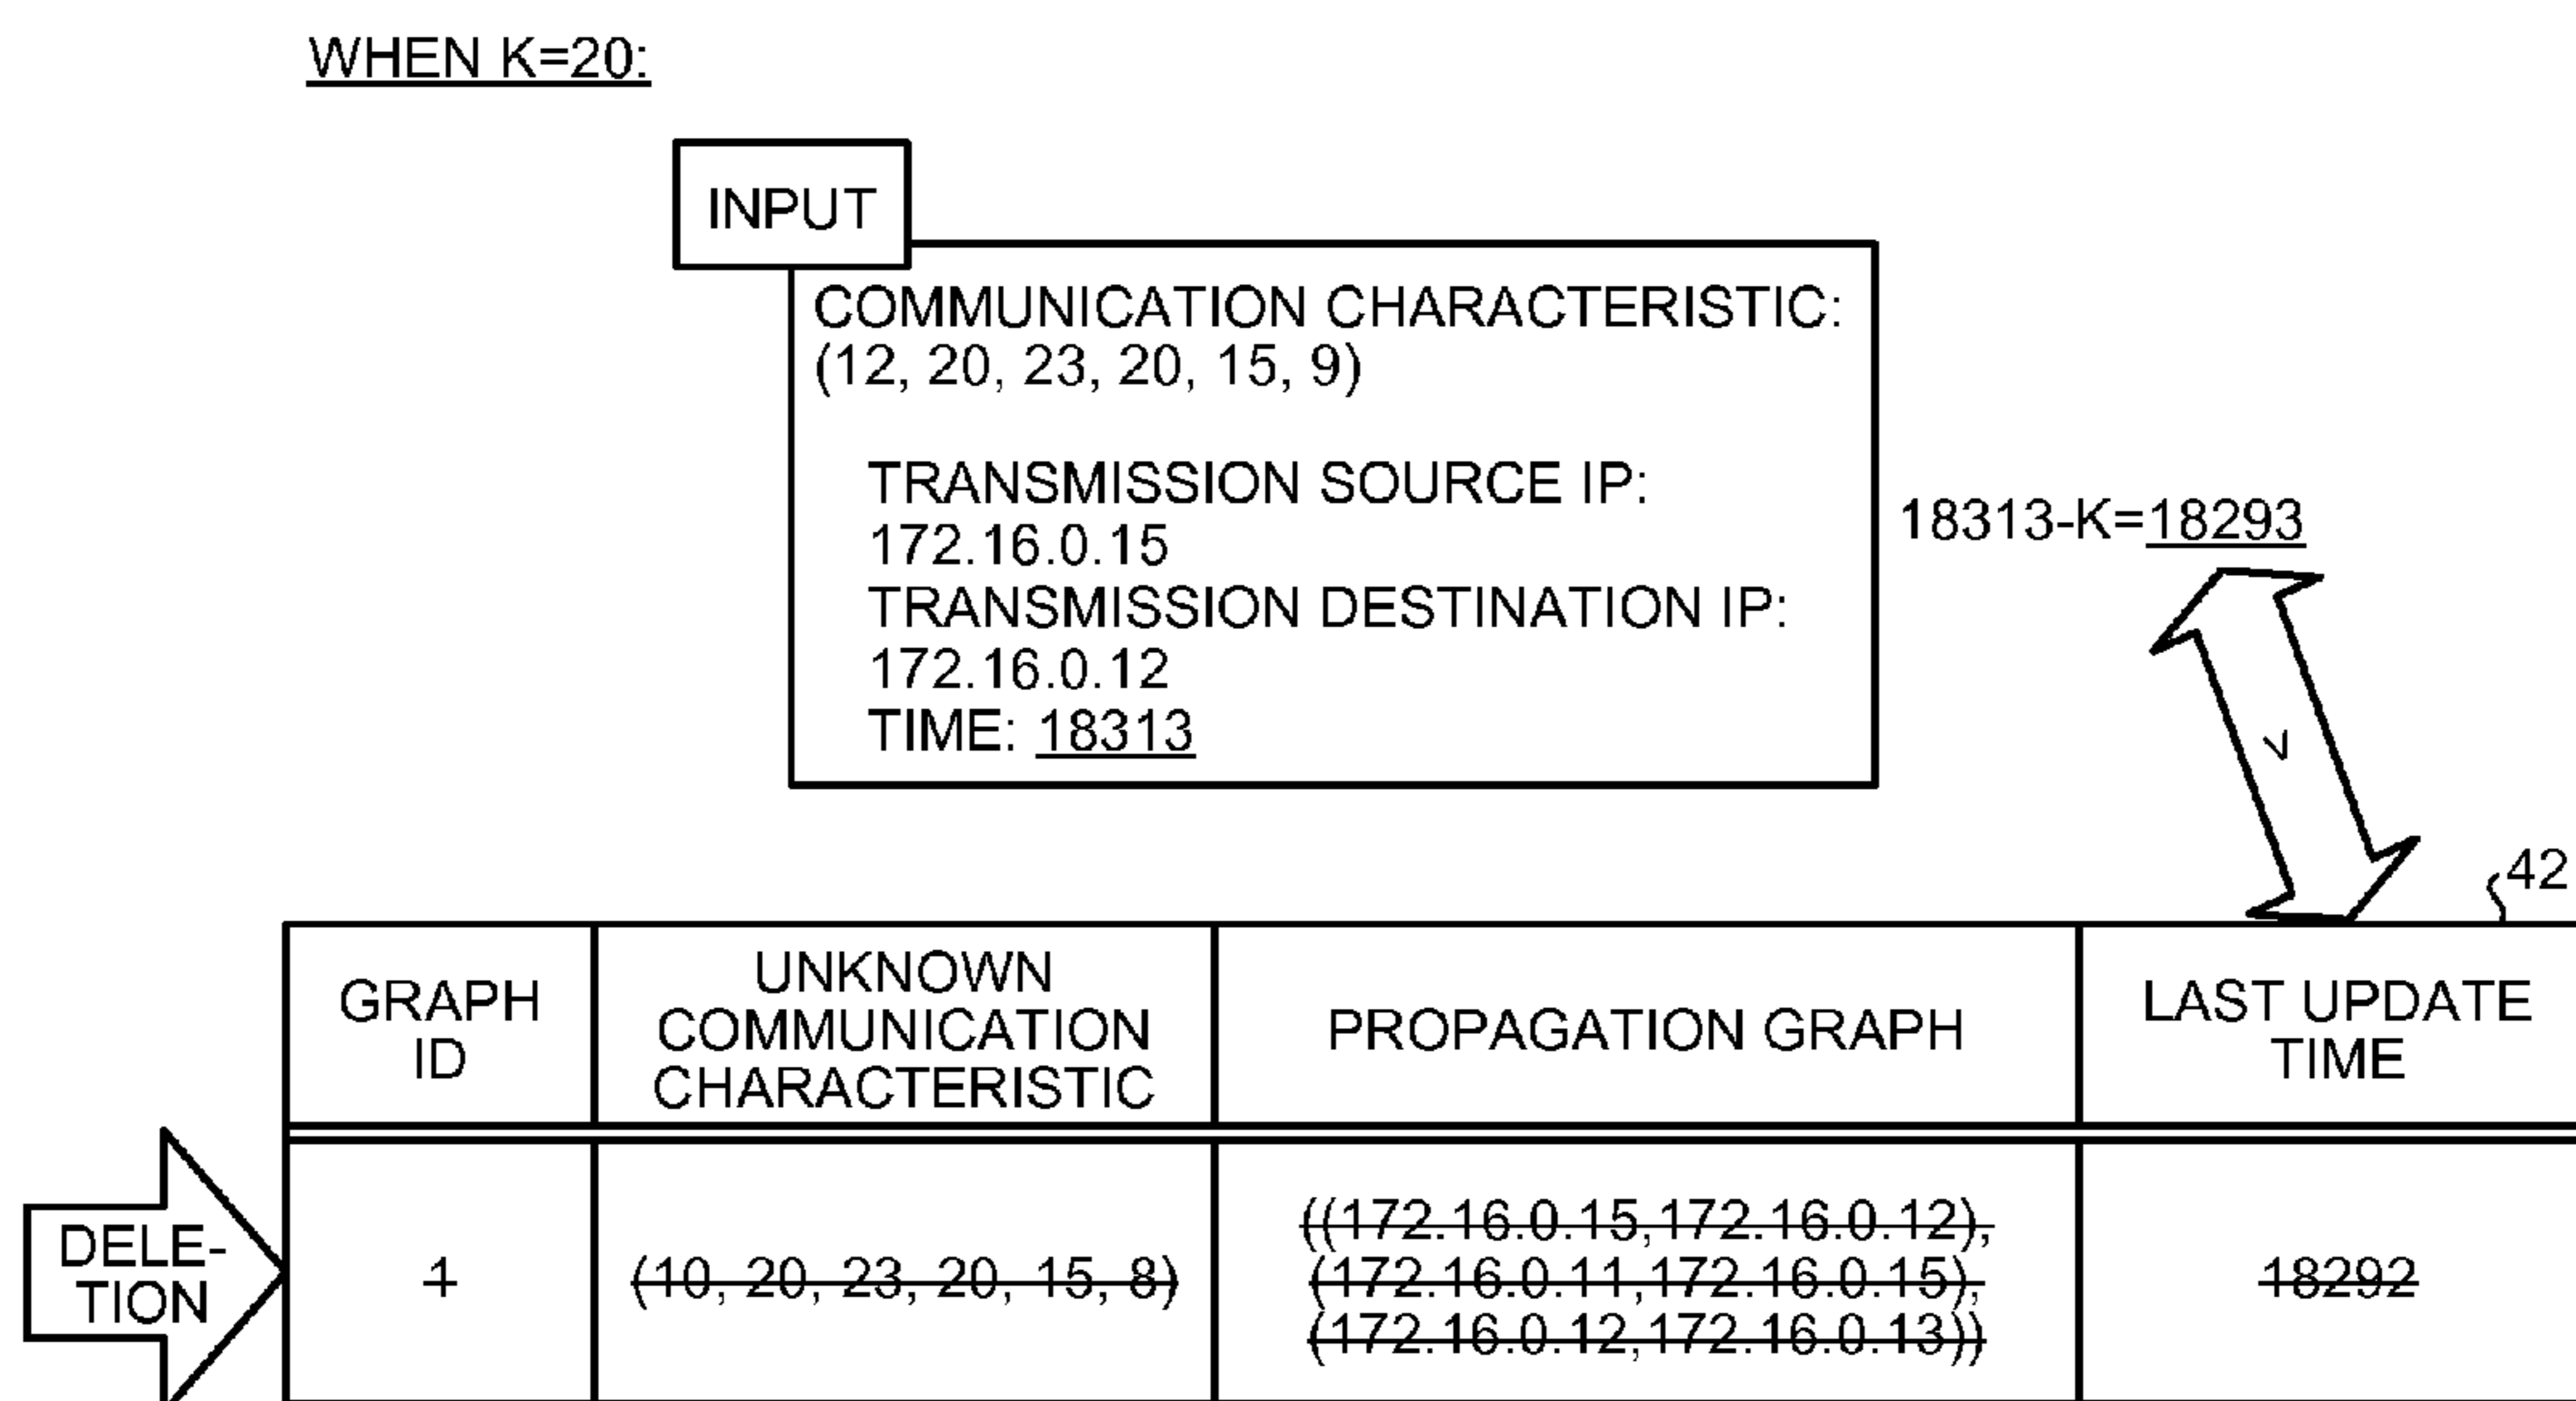 WHEN K=20:
INPUT
COMMUNICATION CHARACTERISTIC:
(12, 20, 23, 20, 15, 9)
TRANSMISSION SOURCE IP:
172.16.0.15
TRANSMISSION DESTINATION IP:
172.16.0.12
TIME: 18313
18313-K=18293
<
42
GRAPH
ID
UNKNOWN
COMMUNICATION
CHARACTERISTIC
PROPAGATION GRAPH
LAST UPDATE
TIME
DELE-
TION
1
(10, 20, 23, 20, 15, 8)
((172.16.0.15,172.16.0.12),
(172.16.0.11,172.16.0.15),
(172.16.0.12,172.16.0.13))
18292